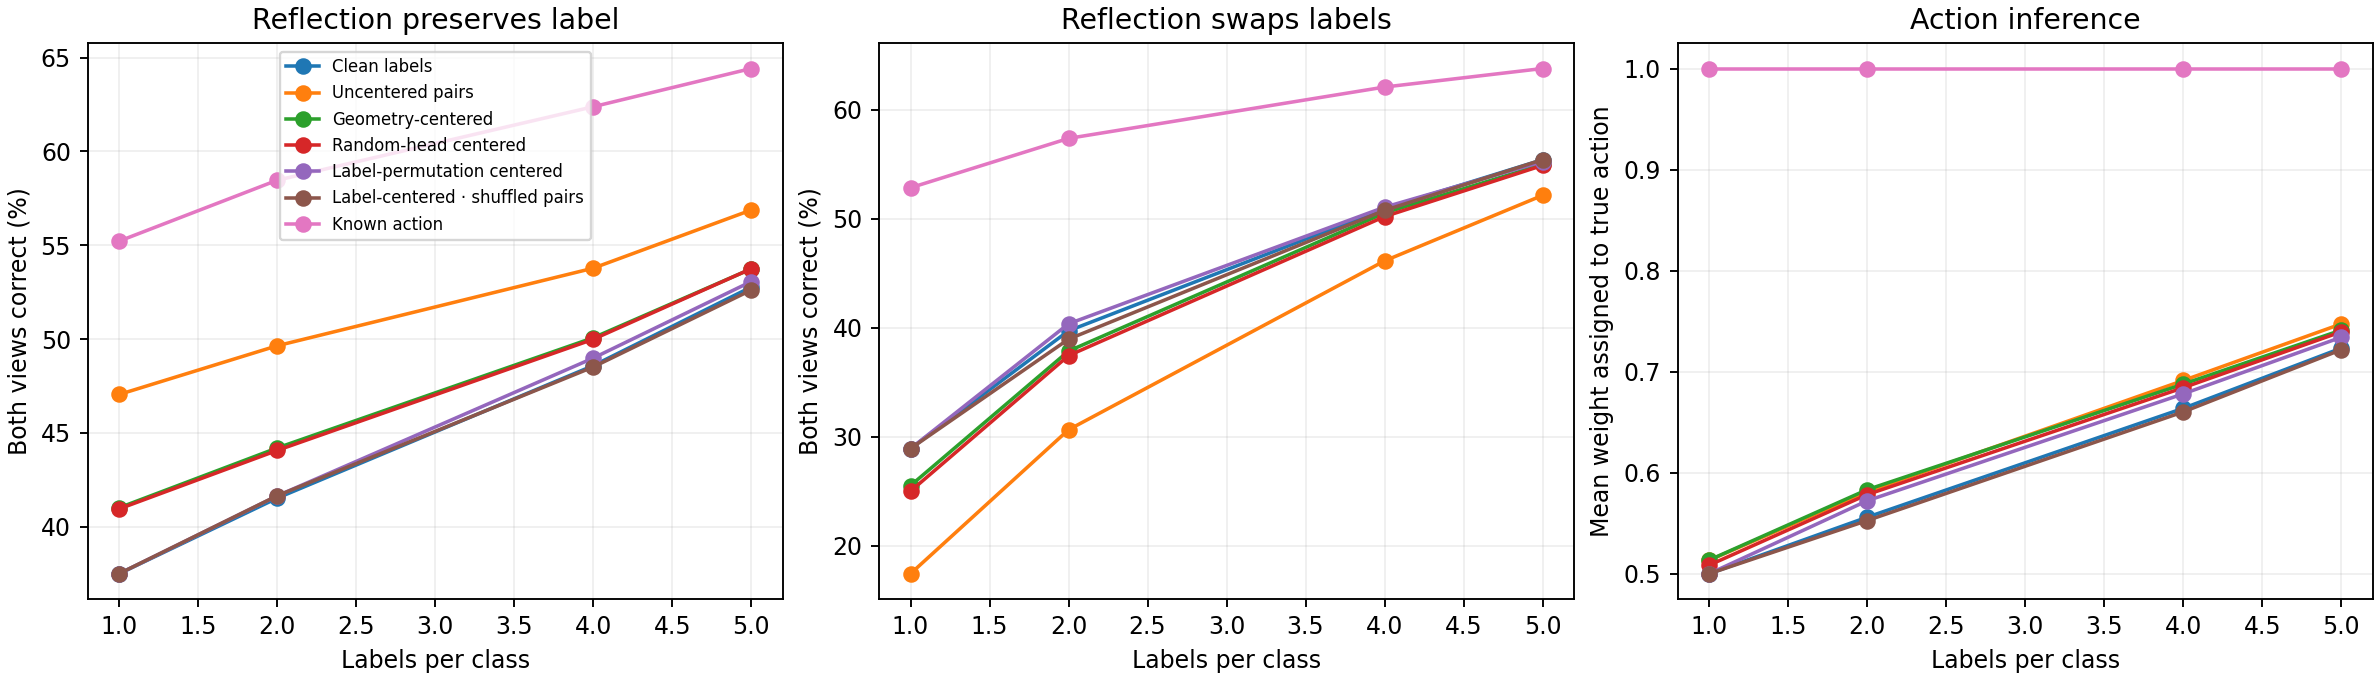 Reflection preserves label
Both views correct (%)
65
60
55
50
45
40
Clean labels
Uncentered pairs
Geometry-centered
Random-head centered
Label-permutation centered
Label-centered · shuffled pairs
Known action
1.0 1.5 2.0 2.5 3.0 3.5 4.0 4.5 5.0
Labels per class
Reflection swaps labels
Both views correct (%)
60
50
40
30
20
1.0 1.5 2.0 2.5 3.0 3.5 4.0 4.5 5.0
Labels per class
Action inference
Mean weight assigned to true action
1.0
0.9
0.8
0.7
0.6
0.5
1.0 1.5 2.0 2.5 3.0 3.5 4.0 4.5 5.0
Labels per class